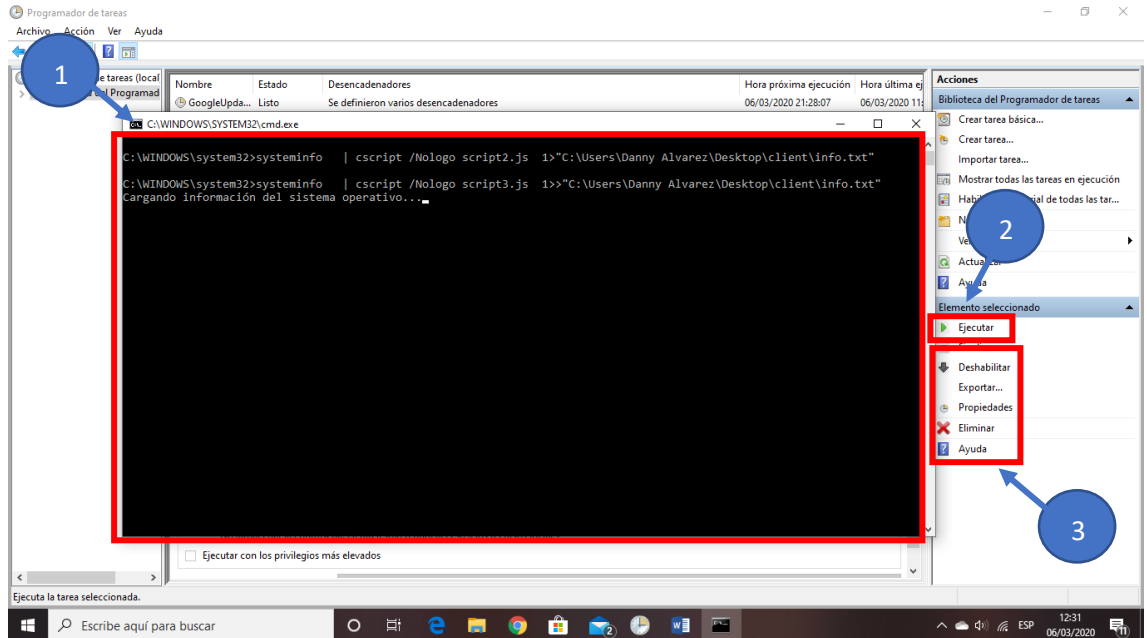 Programador de tareas
Archivo Acción Ver Ayuda
1
de tareas (local
Programad
Nombre Estado Desencadenadores Hora próxima ejecución Hora última ej
GoogleUpda... Listo Se definieron varios desencadenadores 06/03/2020 21:28:07 06/03/2020 11:
C:\WINDOWS\SYSTEM32\cmd.exe
C:\WINDOWS\system32>systeminfo | cscript /Nologo script2.js 1>"C:\Users\Danny Alvarez\Desktop\client\info.txt"
C:\WINDOWS\system32>systeminfo | cscript /Nologo script3.js 1>>"C:\Users\Danny Alvarez\Desktop\client\info.txt"
Cargando información del sistema operativo...
Ejecutar con los privilegios más elevados
Acciones
Biblioteca del Programador de tareas
Crear tarea básica...
Crear tarea...
Importar tarea...
Mostrar todas las tareas en ejecución
de todas las tar...
2
Ayuda
Elemento seleccionado
Ejecutar
Deshabilitar
Exportar...
Propiedades
Eliminar
Ayuda
3
Ejecuta la tarea seleccionada.
Escribe aquí para buscar
2
ESP
12:31
06/03/2020
11